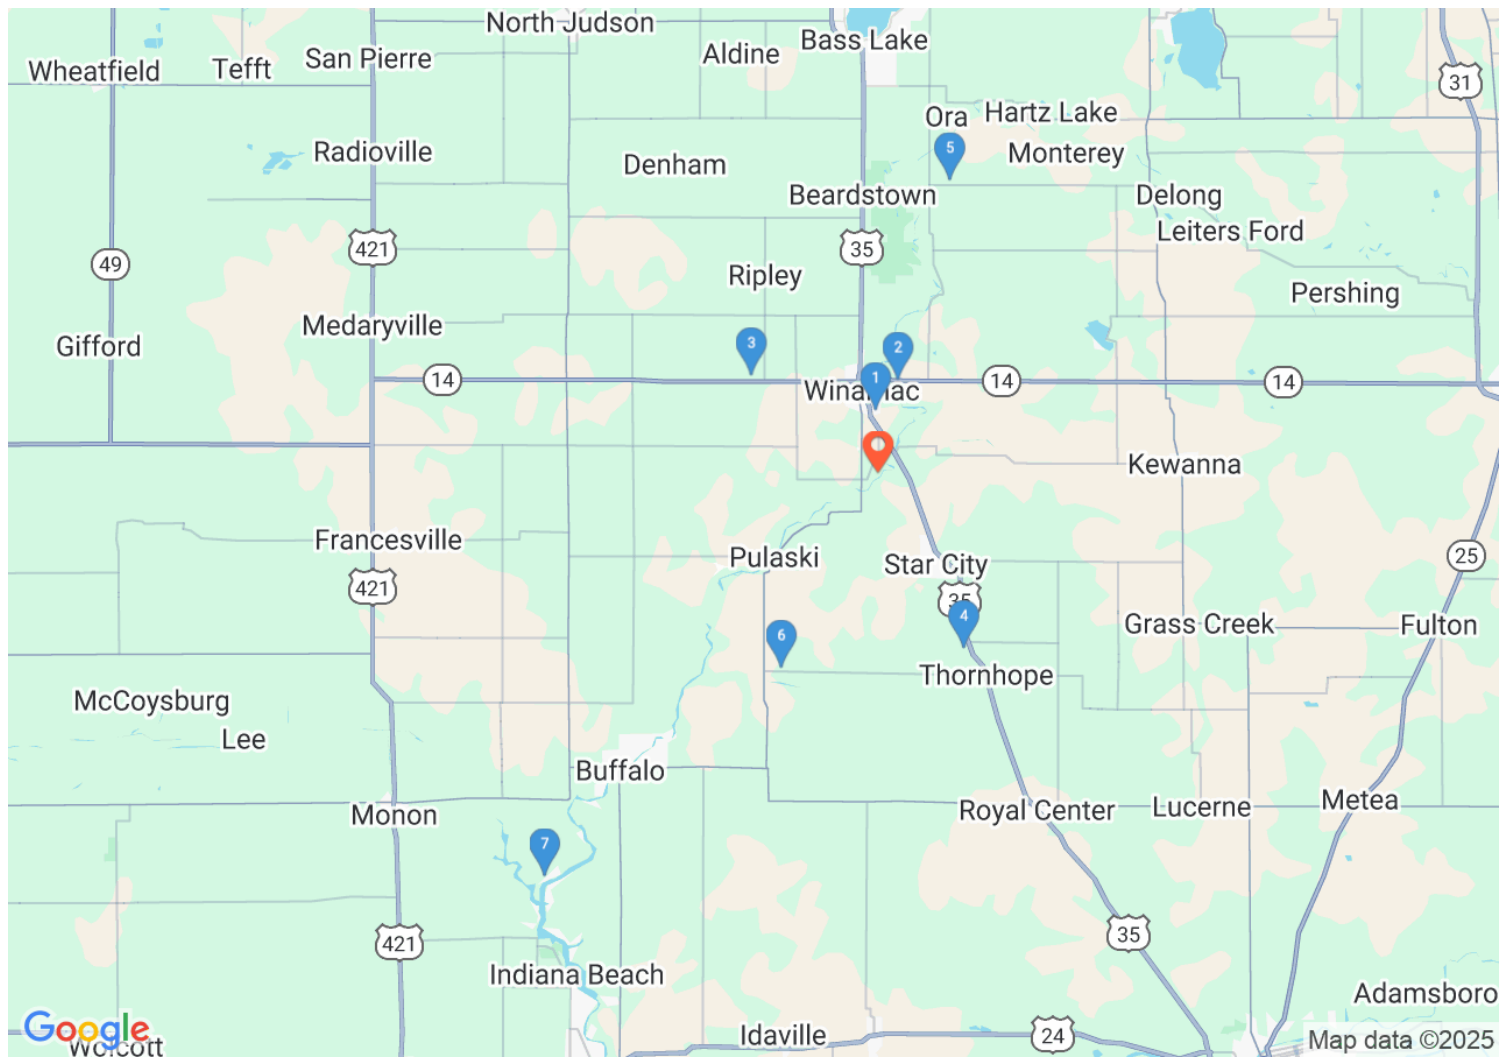 North Judson
Bass Lake
Aldine
San Pierre
Tefft
Wheatfield
31
Ora
Hartz Lake
5
Radioville
Monterey
Denham
Beardstown
Delong
Leiters Ford
421
35
49
Ripley
Pershing
Medaryville
Gifford
3
2
14
1
14
14
Winamac
Kewanna
Francesville
Pulaski
Star City
25
421
35
4
Grass Creek
Fulton
6
Thornhope
McCoysburg
Lee
Buffalo
Monon
Royal Center
Lucerne
Metea
7
35
421
Indiana Beach
Adamsboro
Google
Idaville
24
Map data ©2025
Wolcott